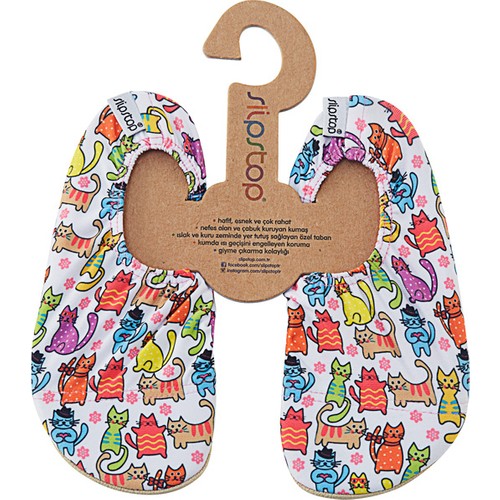 slipstop
slipstop
slipstop
• hafif, esnek ve çok rahat
• nefes alan ve çabuk kuruyan kumaş
• ıslak ve kuru zeminde yer tutuş sağlayan özel taban
• kumda ısı geçişini engelleyen koruma
• giyme çıkarma kolaylığı
slipstop.com.tr
facebook.com/slipstoptr
instagram.com/slipstoptr